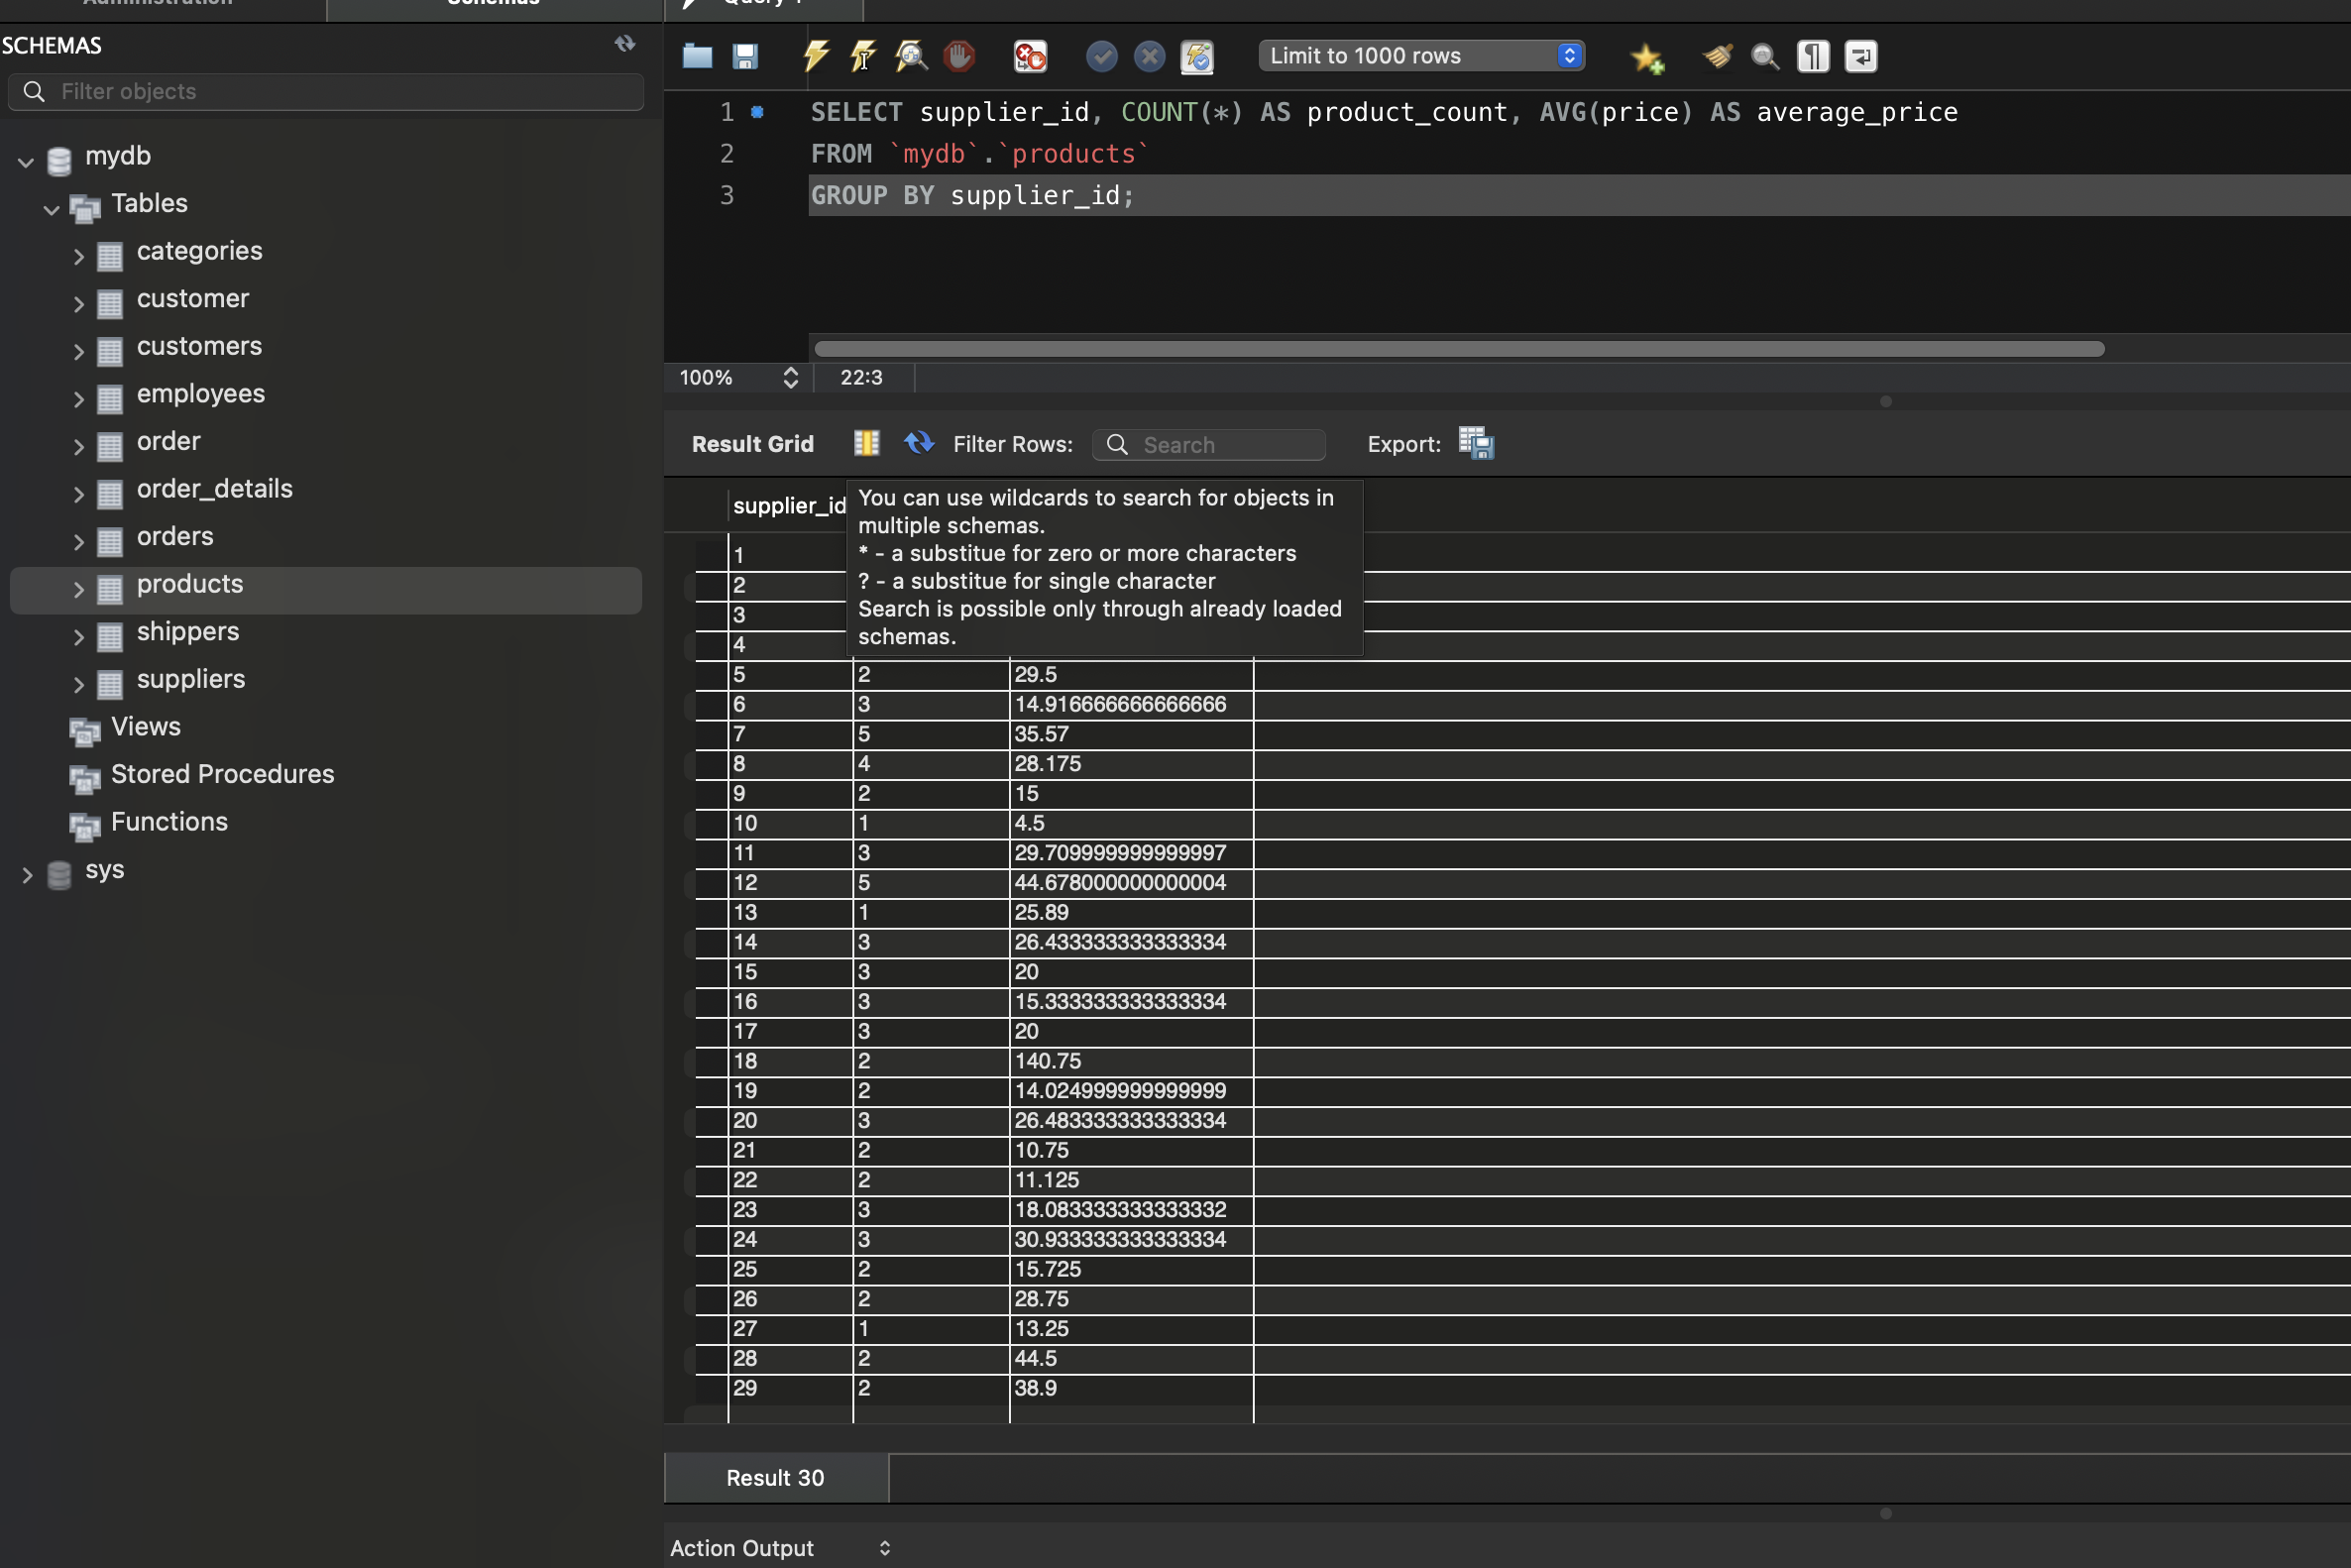 Administration
Schemas
Query 1
SCHEMAS
Filter objects
mydb
Tables
categories
customer
customers
employees
order
order_details
orders
products
shippers
suppliers
Views
Stored Procedures
Functions
sys
Limit to 1000 rows
1 SELECT supplier_id, COUNT(*) AS product_count, AVG(price) AS average_price
2 FROM `mydb`.`products`
3 GROUP BY supplier_id;
100% 22:3
Result Grid Filter Rows: Search Export:
supplier_id
You can use wildcards to search for objects in
multiple schemas.
* - a substitue for zero or more characters
? - a substitue for single character
Search is possible only through already loaded
schemas.
1
2
3
4
5 2 29.5
6 3 14.916666666666666
7 5 35.57
8 4 28.175
9 2 15
10 1 4.5
11 3 29.709999999999997
12 5 44.678000000000004
13 1 25.89
14 3 26.433333333333334
15 3 20
16 3 15.333333333333334
17 3 20
18 2 140.75
19 2 14.024999999999999
20 3 26.483333333333334
21 2 10.75
22 2 11.125
23 3 18.083333333333332
24 3 30.933333333333334
25 2 15.725
26 2 28.75
27 1 13.25
28 2 44.5
29 2 38.9
Result 30
Action Output